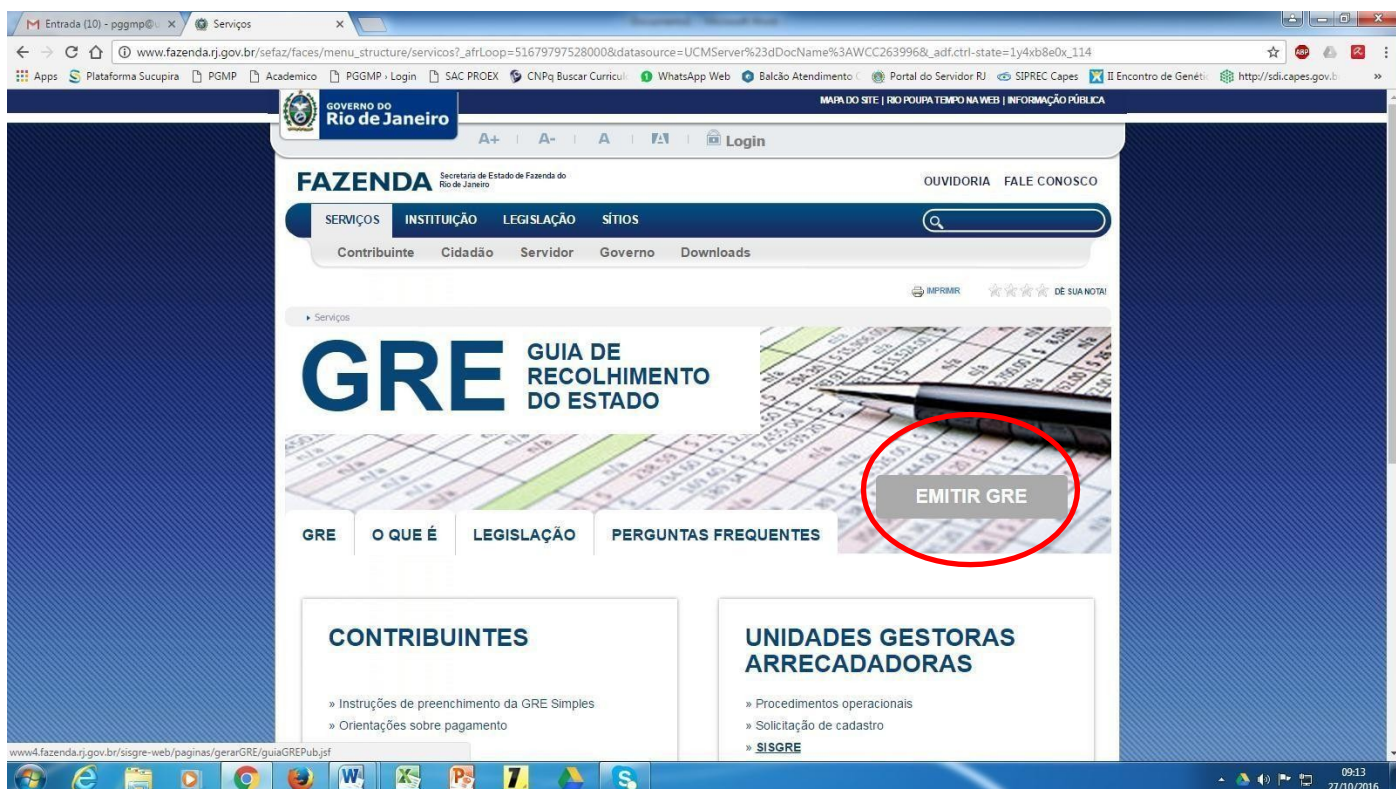 Entrada (10) - pggmp@u
Serviços
www.fazenda.rj.gov.br/sefaz/faces/menu_structure/servicos?_afrLoop=51679797528000&datasource=UCMServer%23dDocName%3AWCC263996&_adf.ctrl-state=1y4xb8e0x_114
Apps Plataforma Sucupira PGMP Academico PGGMP › Login SAC PROEX CNPq Buscar Curricul WhatsApp Web Balcão Atendimento Portal do Servidor RJ SIPREC Capes II Encontro de Genétic http://sdi.capes.gov.b »
GOVERNO DO
Rio de Janeiro
MAPA DO SITE | RIO POUPA TEMPO NA WEB | INFORMAÇÃO PÚBLICA
A+ | A- | A | A | Login
FAZENDA
Secretaria de Estado de Fazenda do
Rio de Janeiro
OUVIDORIA FALE CONOSCO
SERVIÇOS INSTITUIÇÃO LEGISLAÇÃO SÍTIOS
Contribuinte Cidadão Servidor Governo Downloads
IMPRIMIR DÊ SUA NOTA!
Serviços
GRE
GUIA DE
RECOLHIMENTO
DO ESTADO
EMITIR GRE
GRE O QUE É LEGISLAÇÃO PERGUNTAS FREQUENTES
CONTRIBUINTES
» Instruções de preenchimento da GRE Simples
» Orientações sobre pagamento
UNIDADES GESTORAS
ARRECADADORAS
» Procedimentos operacionais
» Solicitação de cadastro
» SISGRE
www4.fazenda.rj.gov.br/sisgre-web/paginas/gerarGRE/guiaGREPub.jsf
09:13
27/10/2016